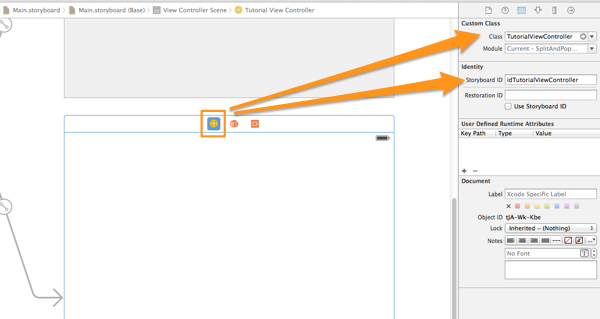 Main.storyboard
Main.storyboard (Base)
View Controller Scene
Tutorial View Controller
Custom Class
Class
TutorialViewController
Module
Current – SplitAndPop...
Identity
Storyboard ID
idTutorialViewController
Restoration ID
Use Storyboard ID
User Defined Runtime Attributes
Key Path Type Value
+ −
Document
Label
Xcode Specific Label
Object ID tJA-Wk-Kbe
Lock
Inherited – (Nothing)
Notes
No Font